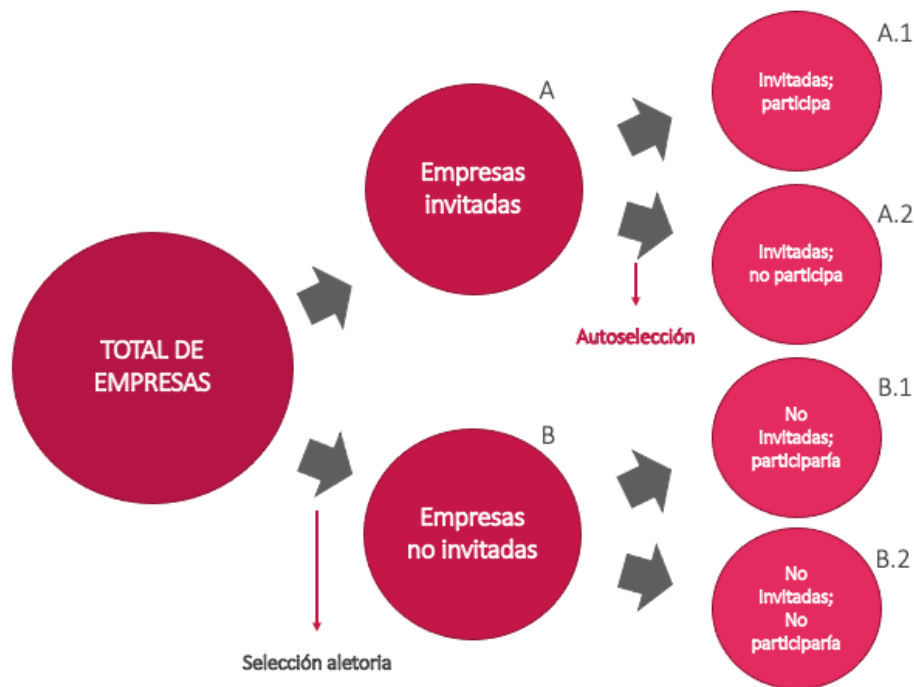 TOTAL DE
EMPRESAS
A
Empresas
invitadas
B
Empresas
no invitadas
Selección aletoria
Autoselección
A.1
Invitadas;
participa
A.2
Invitadas;
no participa
B.1
No
Invitadas;
participaría
B.2
No
Invitadas;
No
participaría